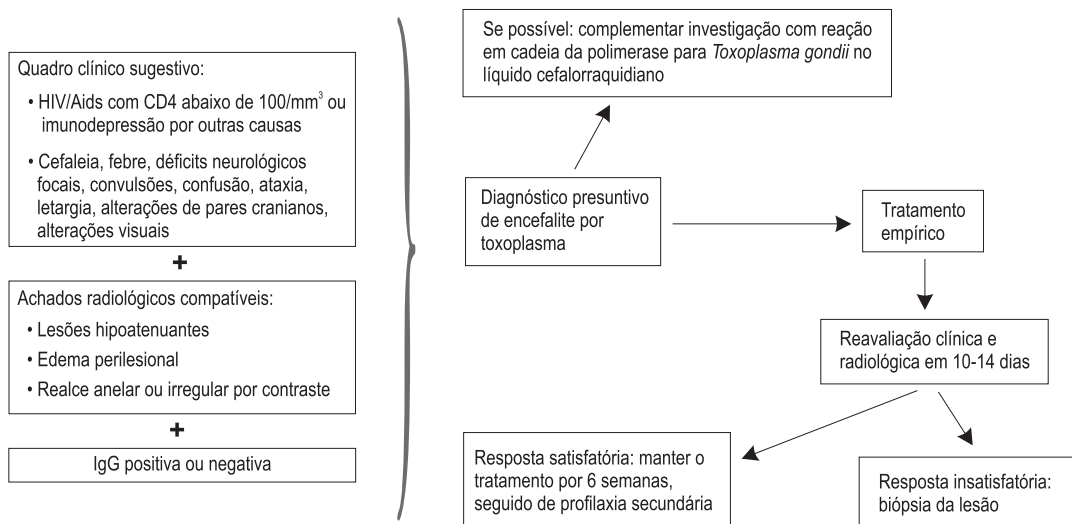 Quadro clínico sugestivo:
• HIV/Aids com CD4 abaixo de 100/mm³ ou
imunodepressão por outras causas
• Cefaleia, febre, déficits neurológicos
focais, convulsões, confusão, ataxia,
letargia, alterações de pares cranianos,
alterações visuais
+
Achados radiológicos compatíveis:
• Lesões hipoatenuantes
• Edema perilesional
• Realce anelar ou irregular por contraste
+
IgG positiva ou negativa
Se possível: complementar investigação com reação
em cadeia da polimerase para Toxoplasma gondii no
líquido cefalorraquidiano
Diagnóstico presuntivo
de encefalite por
toxoplasma
Tratamento
empírico
Reavaliação clínica e
radiológica em 10-14 dias
Resposta satisfatória: manter o
tratamento por 6 semanas,
seguido de profilaxia secundária
Resposta insatisfatória:
biópsia da lesão